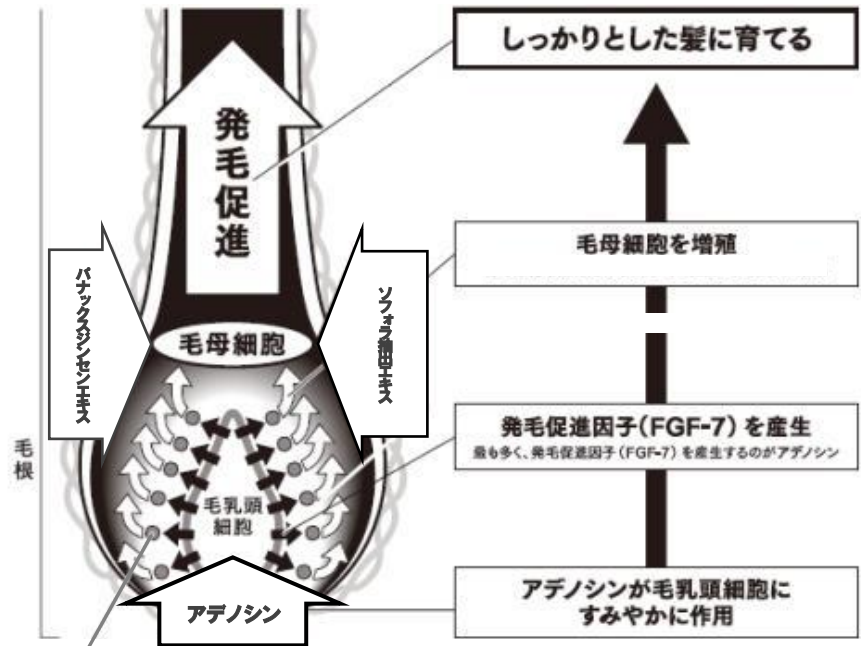 しっかりとした髪に育てる
発毛促進
毛母細胞を増殖
パナックスジンセンエキス
ソフォラ抽出エキス
毛母細胞
発毛促進因子(FGF-7)を産生
最も多く、発毛促進因子(FGF-7)を産生するのがアデノシン
毛根
毛乳頭
細胞
アデノシンが毛乳頭細胞に
すみやかに作用
アデノシン